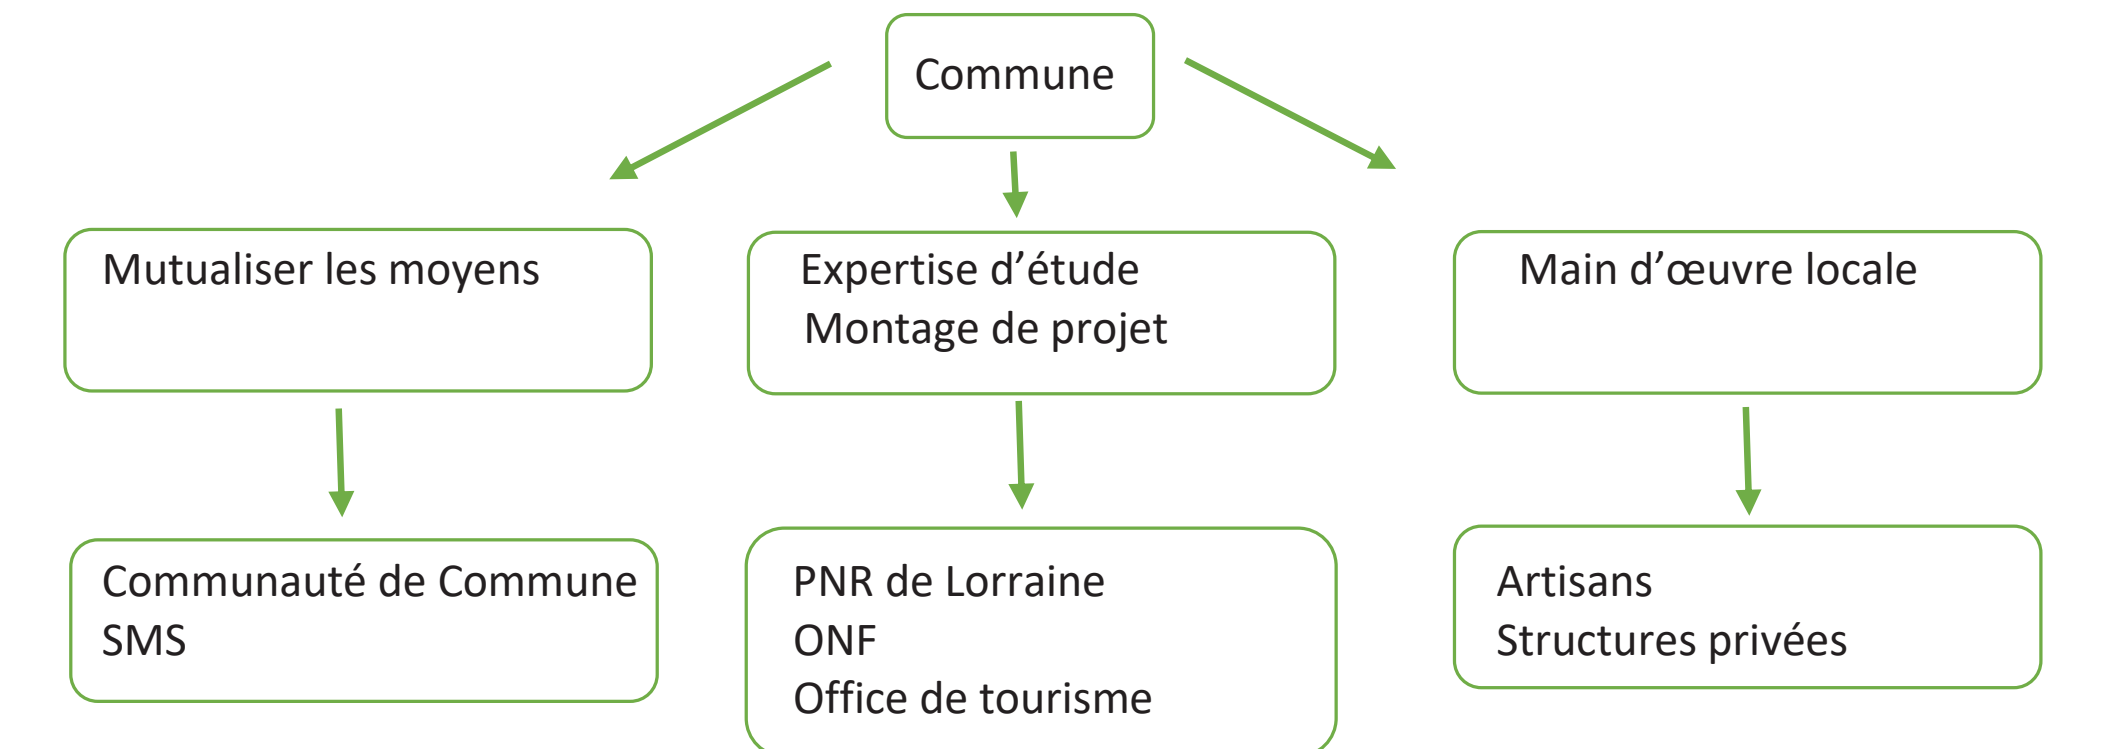 Commune
Mutualiser les moyens
Expertise d’étude
Montage de projet
Main d’œuvre locale
Communauté de Commune
SMS
PNR de Lorraine
ONF
Office de tourisme
Artisans
Structures privées